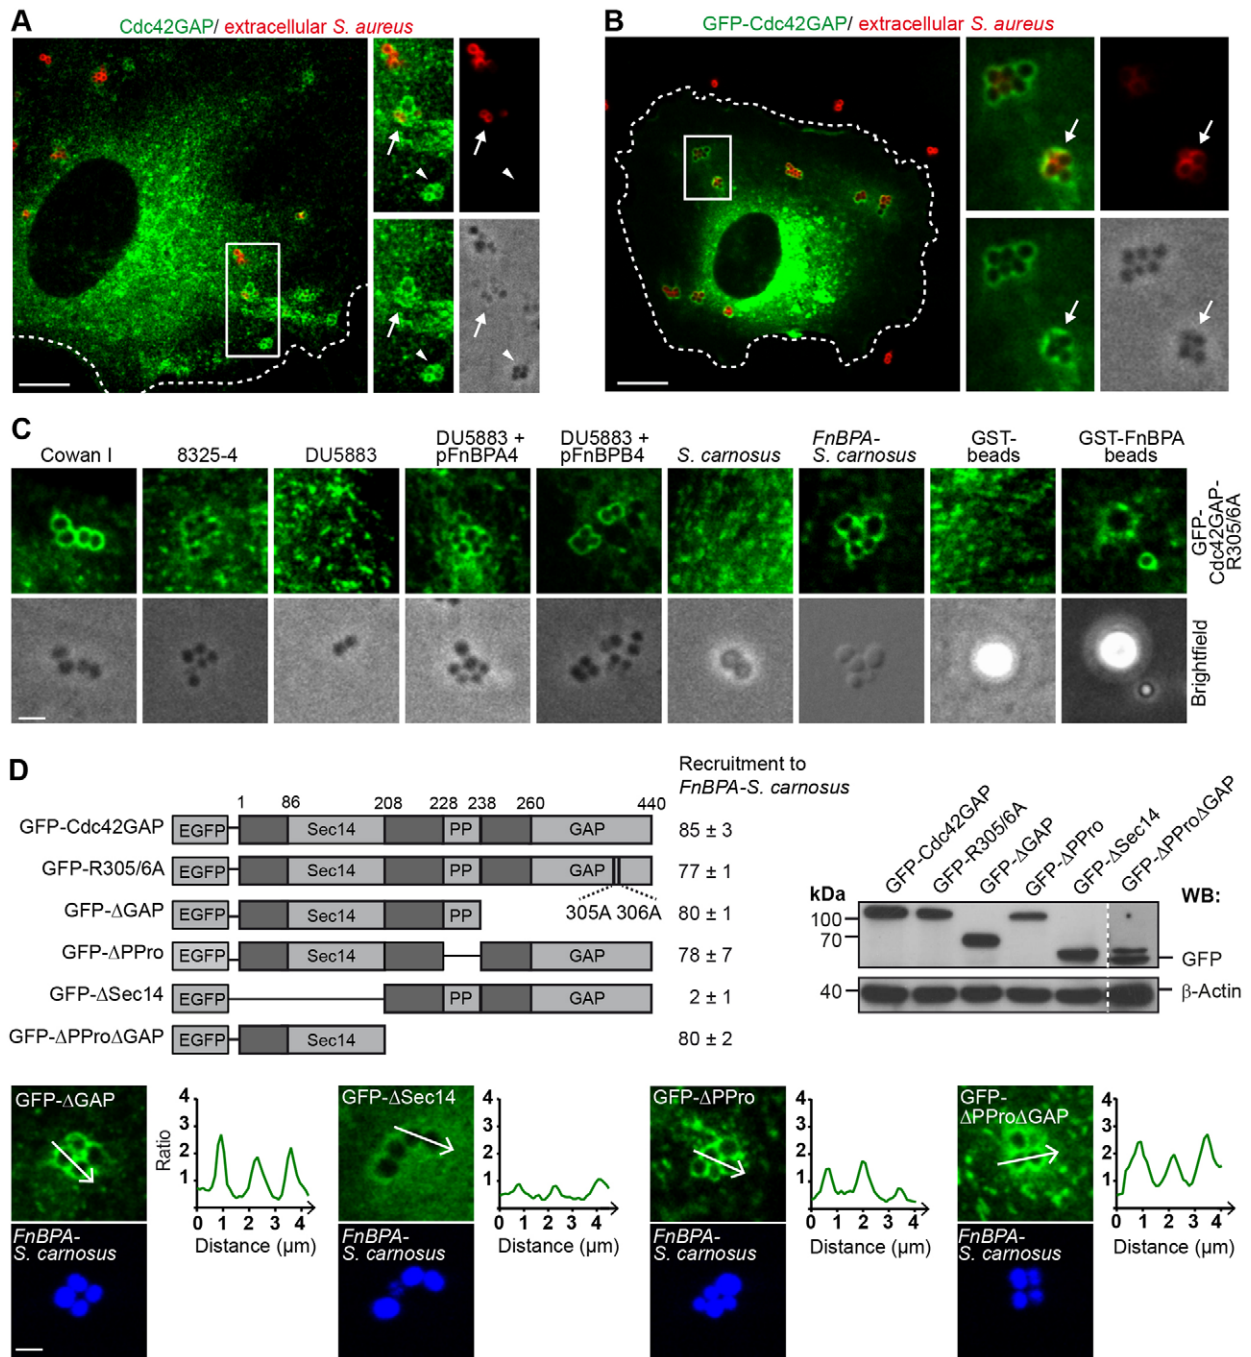 A
Cdc42GAP/ extracellular S. aureus
B
GFP-Cdc42GAP/ extracellular S. aureus
C
Cowan I
8325-4
DU5883
DU5883 +
pFnBPA4
DU5883 +
pFnBPB4
S. carnosus
FnBPA-
S. carnosus
GST-
beads
GST-FnBPA
beads
GFP-
Cdc42GAP-
R305/6A
Brightfield
D
Recruitment to
FnBPA-S. carnosus
1 86 208 228 238 260 440
GFP-Cdc42GAP EGFP Sec14 PP GAP 85 ± 3
GFP-R305/6A EGFP Sec14 PP GAP 77 ± 1
305A 306A
GFP-ΔGAP EGFP Sec14 PP 80 ± 1
GFP-ΔPPro EGFP Sec14 GAP 78 ± 7
GFP-ΔSec14 EGFP PP GAP 2 ± 1
GFP-ΔPProΔGAP EGFP Sec14 80 ± 2
GFP-Cdc42GAP
GFP-R305/6A
GFP-ΔGAP
GFP-ΔPPro
GFP-ΔSec14
GFP-ΔPProΔGAP
kDa
WB:
100
70
GFP
40
β-Actin
GFP-ΔGAP
FnBPA-
S. carnosus
Ratio
4
3
2
1
0 1 2 3 4
Distance (µm)
GFP-ΔSec14
FnBPA-
S. carnosus
4
3
2
1
0 1 2 3 4
Distance (µm)
GFP-ΔPPro
FnBPA-
S. carnosus
4
3
2
1
0 1 2 3 4
Distance (µm)
GFP-
ΔPProΔGAP
FnBPA-
S. carnosus
4
3
2
1
0 1 2 3 4
Distance (µm)